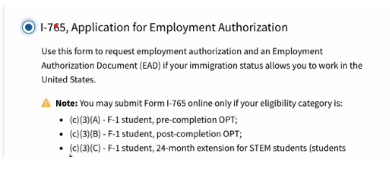 I-765, Application for Employment Authorization
Use this form to request employment authorization and an Employment
Authorization Document (EAD) if your immigration status allows you to work in the
United States.
Note: You may submit Form I-765 online only if your eligibility category is:
• (c)(3)(A) - F-1 student, pre-completion OPT;
• (c)(3)(B) - F-1 student, post-completion OPT;
• (c)(3)(C) - F-1 student, 24-month extension for STEM students (students